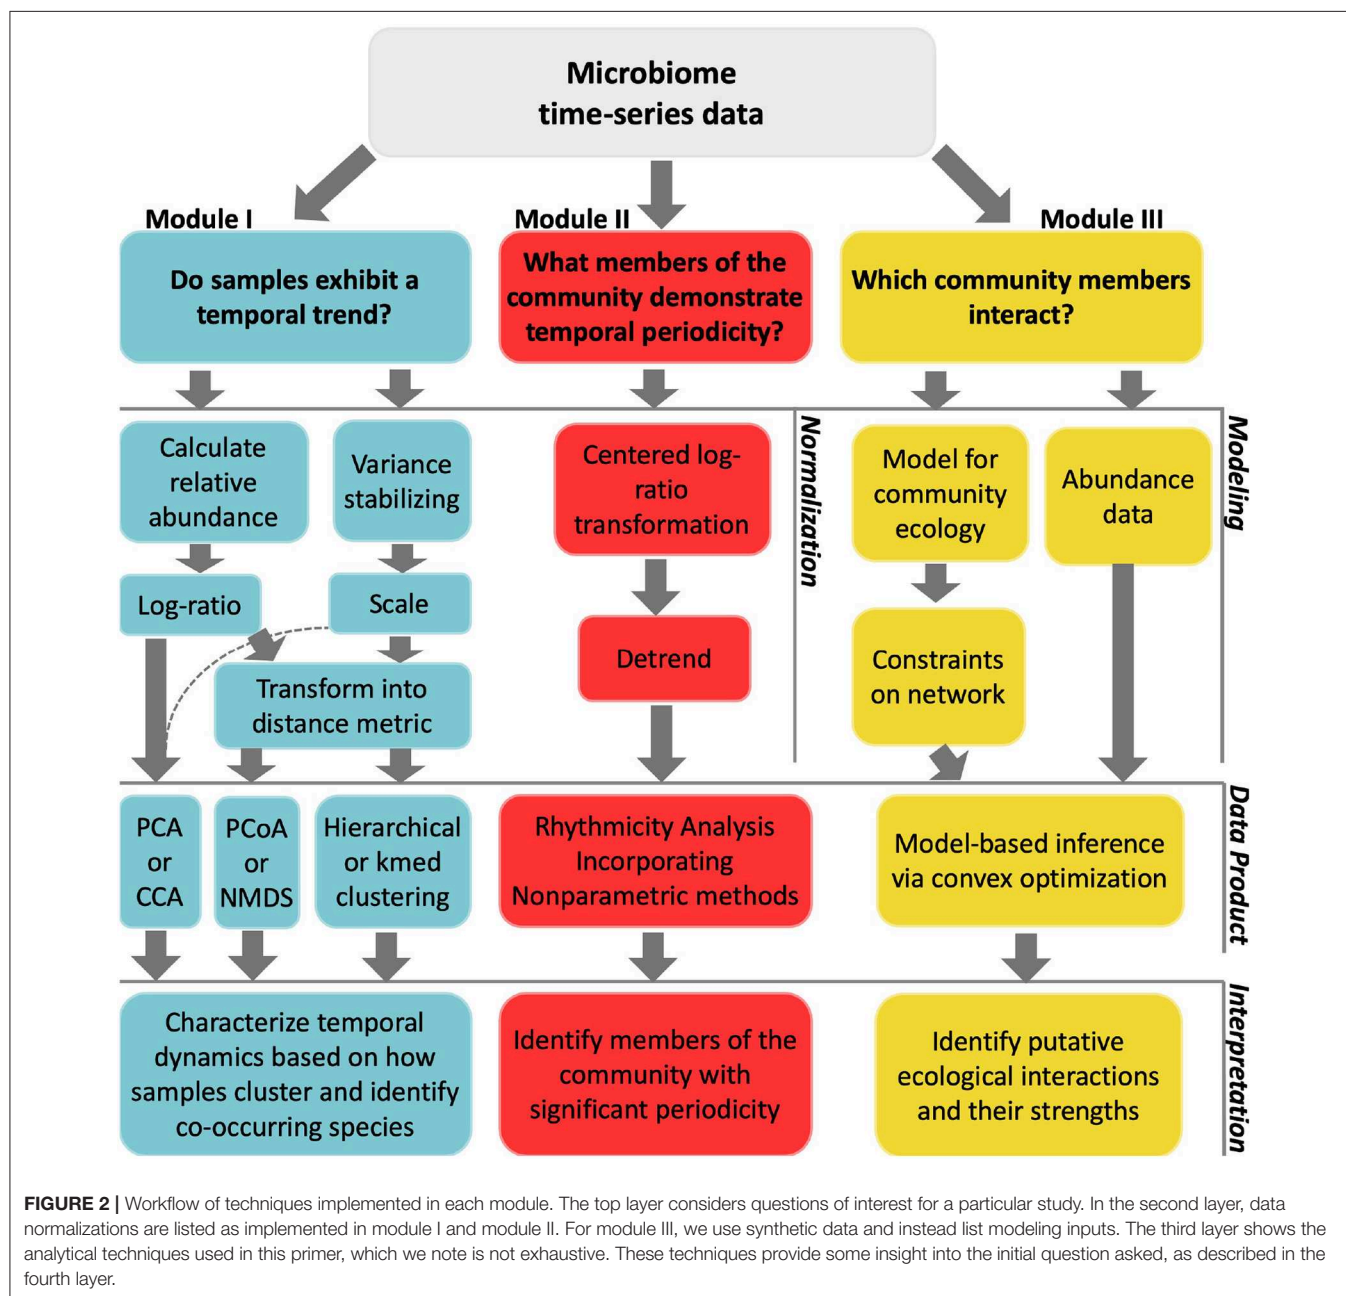 Microbiome
time-series data
Module I
Do samples exhibit a
temporal trend?
Module II
What members of the
community demonstrate
temporal periodicity?
Module III
Which community members
interact?
Calculate
relative
abundance
Variance
stabilizing
Log-ratio
Scale
Transform into
distance metric
Centered log-
ratio
transformation
Detrend
Normalization
Model for
community
ecology
Abundance
data
Constraints
on network
Modeling
PCA
or
CCA
PCoA
or
NMDS
Hierarchical
or kmed
clustering
Rhythmicity Analysis
Incorporating
Nonparametric methods
Model-based inference
via convex optimization
Data Product
Characterize temporal
dynamics based on how
samples cluster and identify
co-occurring species
Identify members of the
community with
significant periodicity
Identify putative
ecological interactions
and their strengths
Interpretation
FIGURE 2 | Workflow of techniques implemented in each module. The top layer considers questions of interest for a particular study. In the second layer, data
normalizations are listed as implemented in module I and module II. For module III, we use synthetic data and instead list modeling inputs. The third layer shows the
analytical techniques used in this primer, which we note is not exhaustive. These techniques provide some insight into the initial question asked, as described in the
fourth layer.